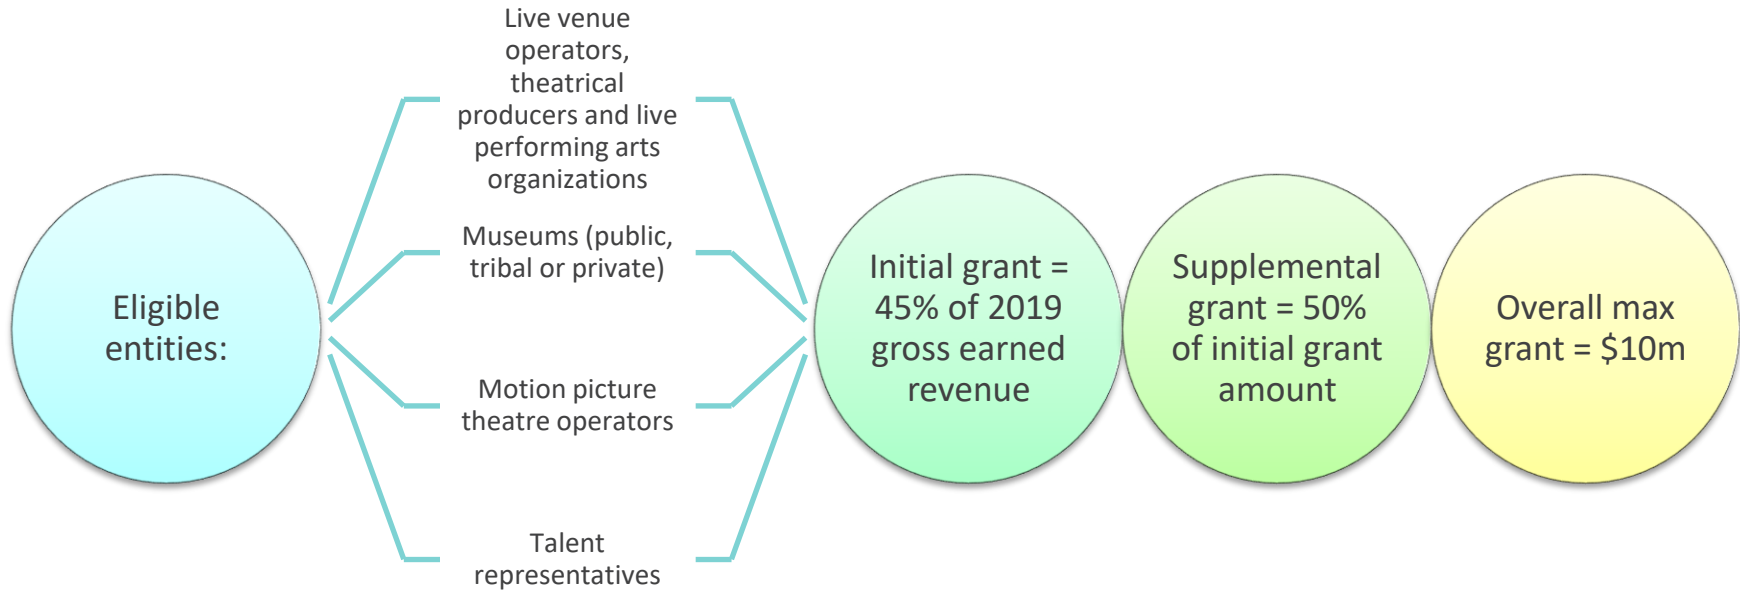 Eligible
entities:
Live venue
operators,
theatrical
producers and live
performing arts
organizations
Museums (public,
tribal or private)
Motion picture
theatre operators
Talent
representatives
Initial grant =
45% of 2019
gross earned
revenue
Supplemental
grant = 50%
of initial grant
amount
Overall max
grant = $10m